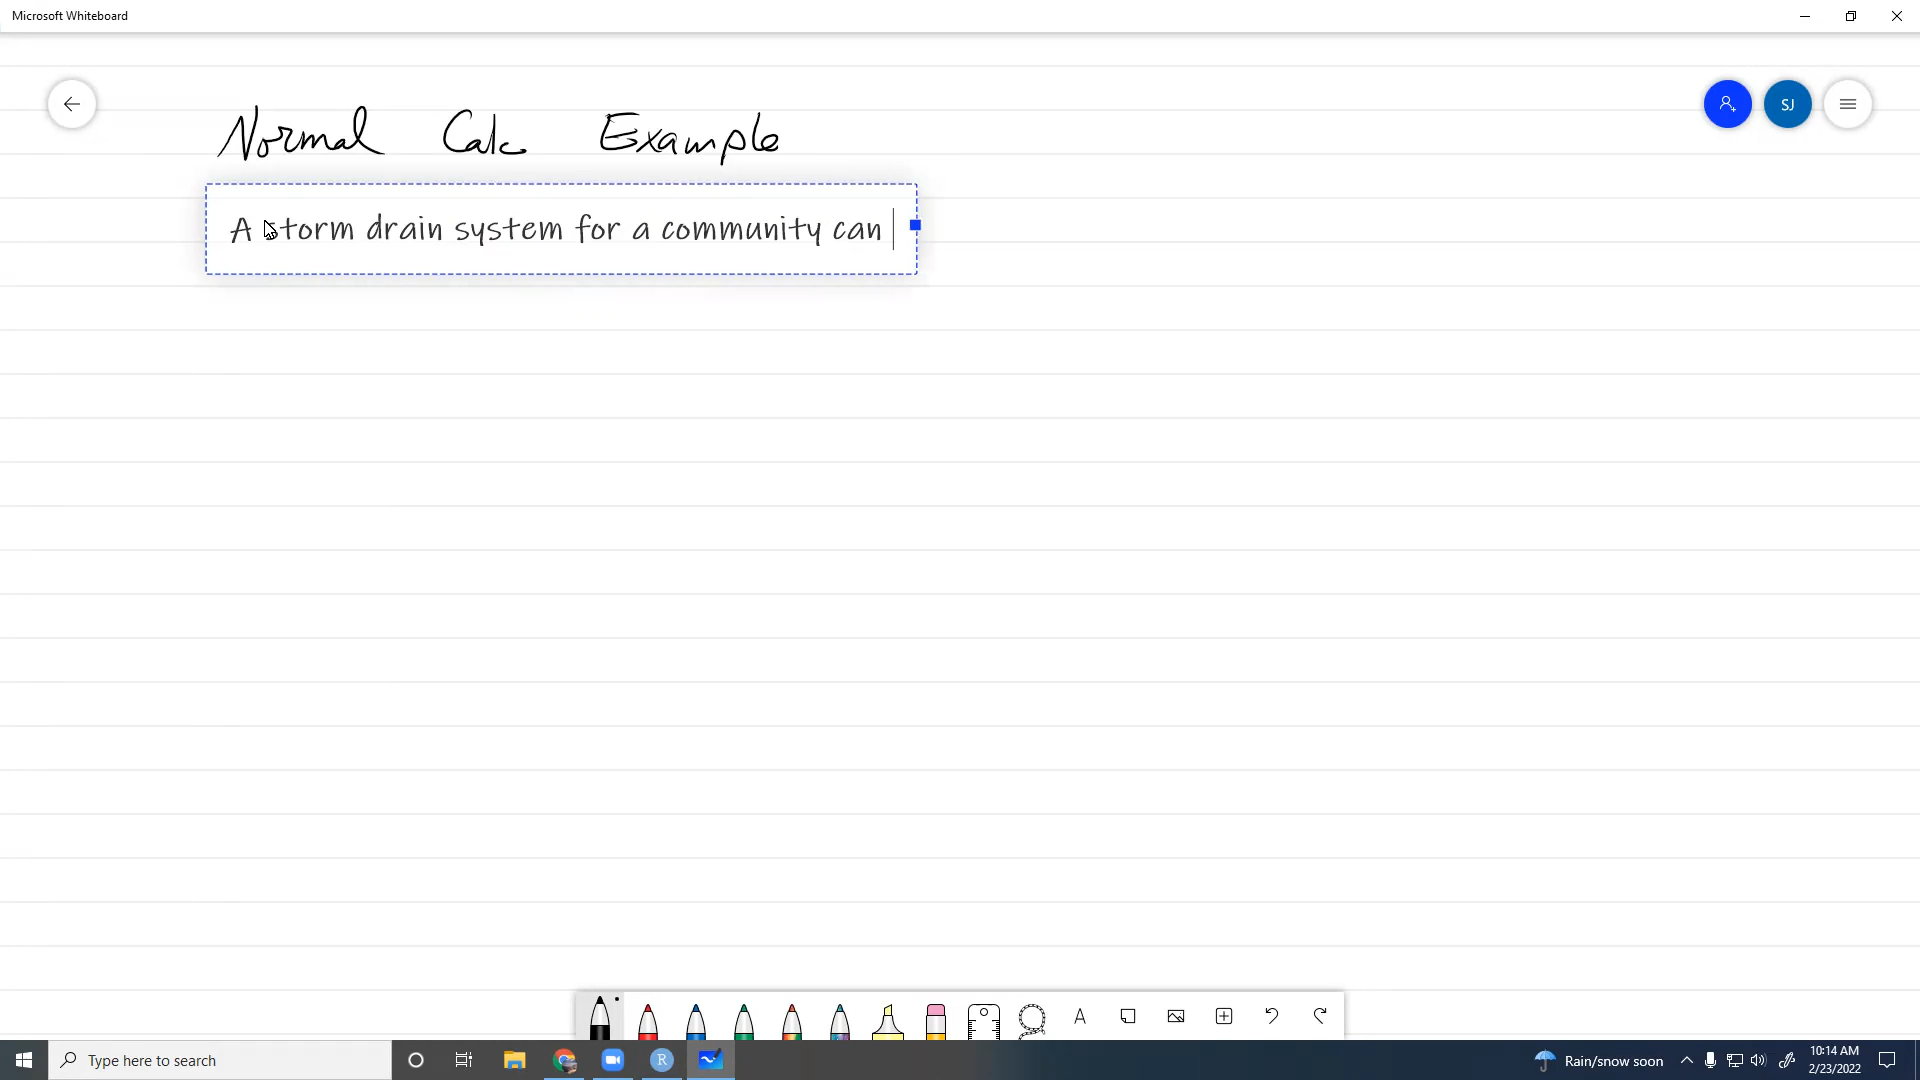 Microsoft Whiteboard
SJ
Normal Calc Example
A storm drain system for a community can
A
R
Type here to search
Rain/snow soon
10:14 AM
2/23/2022